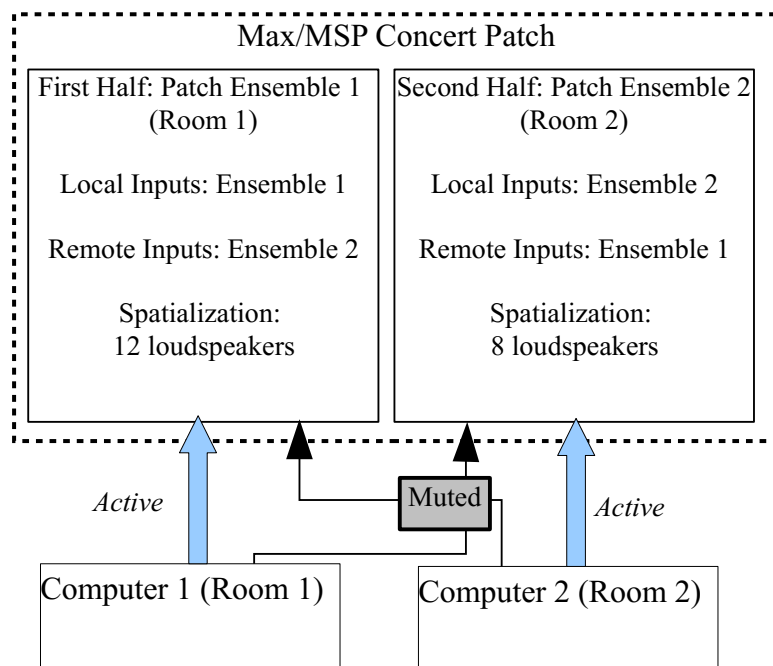 Max/MSP Concert Patch
First Half: Patch Ensemble 1
(Room 1)
Local Inputs: Ensemble 1
Remote Inputs: Ensemble 2
Spatialization:
12 loudspeakers
Second Half: Patch Ensemble 2
(Room 2)
Local Inputs: Ensemble 2
Remote Inputs: Ensemble 1
Spatialization:
8 loudspeakers
Active
Muted
Active
Computer 1 (Room 1)
Computer 2 (Room 2)